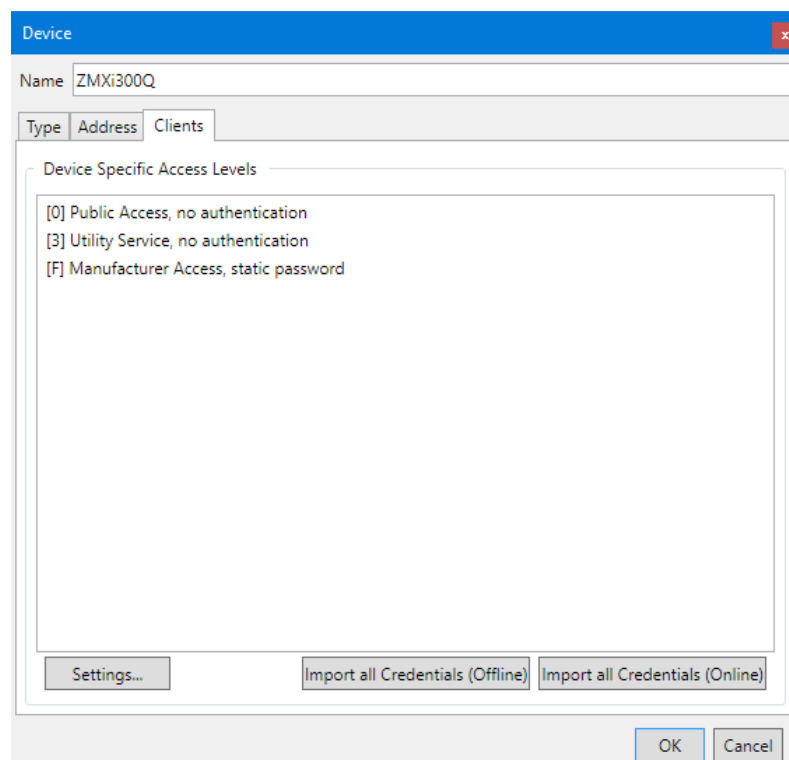 Device
x
Name ZMXi300Q
Type Address Clients
Device Specific Access Levels
[0] Public Access, no authentication
[3] Utility Service, no authentication
[F] Manufacturer Access, static password
Settings... Import all Credentials (Offline) Import all Credentials (Online)
OK Cancel